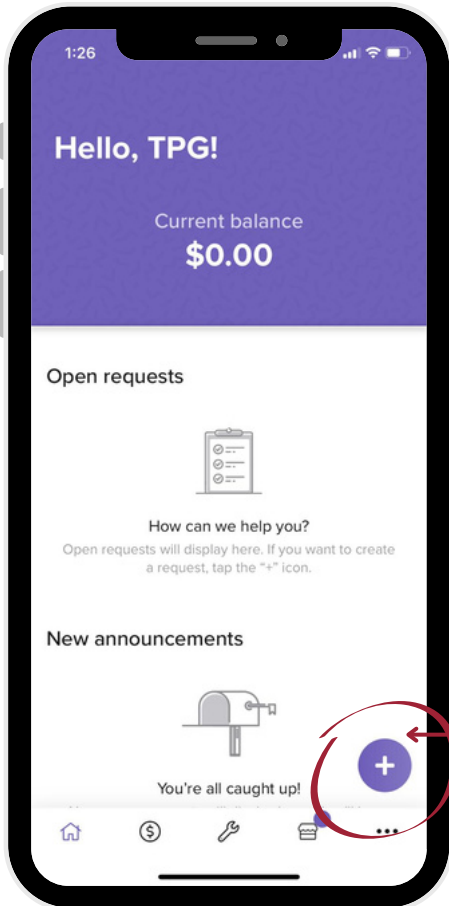 1:26
Hello, TPG!
Current balance
$0.00
Open requests
How can we help you?
Open requests will display here. If you want to create
a request, tap the “+” icon.
New announcements
You're all caught up!